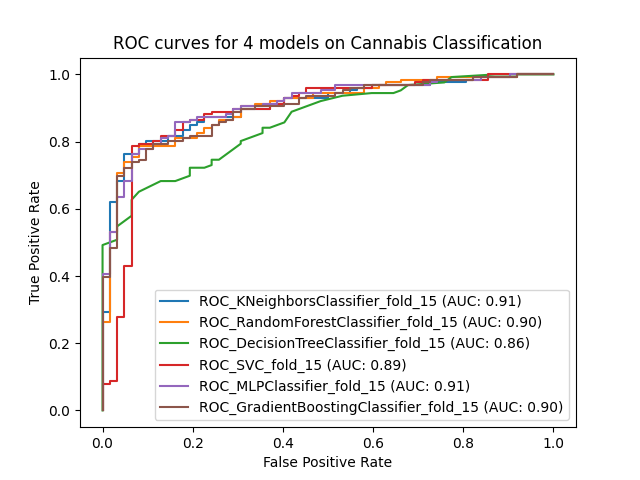 ROC curves for 4 models on Cannabis Classification
True Positive Rate
1.0
0.8
0.6
0.4
0.2
0.0
ROC_KNeighborsClassifier_fold_15 (AUC: 0.91)
ROC_RandomForestClassifier_fold_15 (AUC: 0.90)
ROC_DecisionTreeClassifier_fold_15 (AUC: 0.86)
ROC_SVC_fold_15 (AUC: 0.89)
ROC_MLPClassifier_fold_15 (AUC: 0.91)
ROC_GradientBoostingClassifier_fold_15 (AUC: 0.90)
0.0 0.2 0.4 0.6 0.8 1.0
False Positive Rate